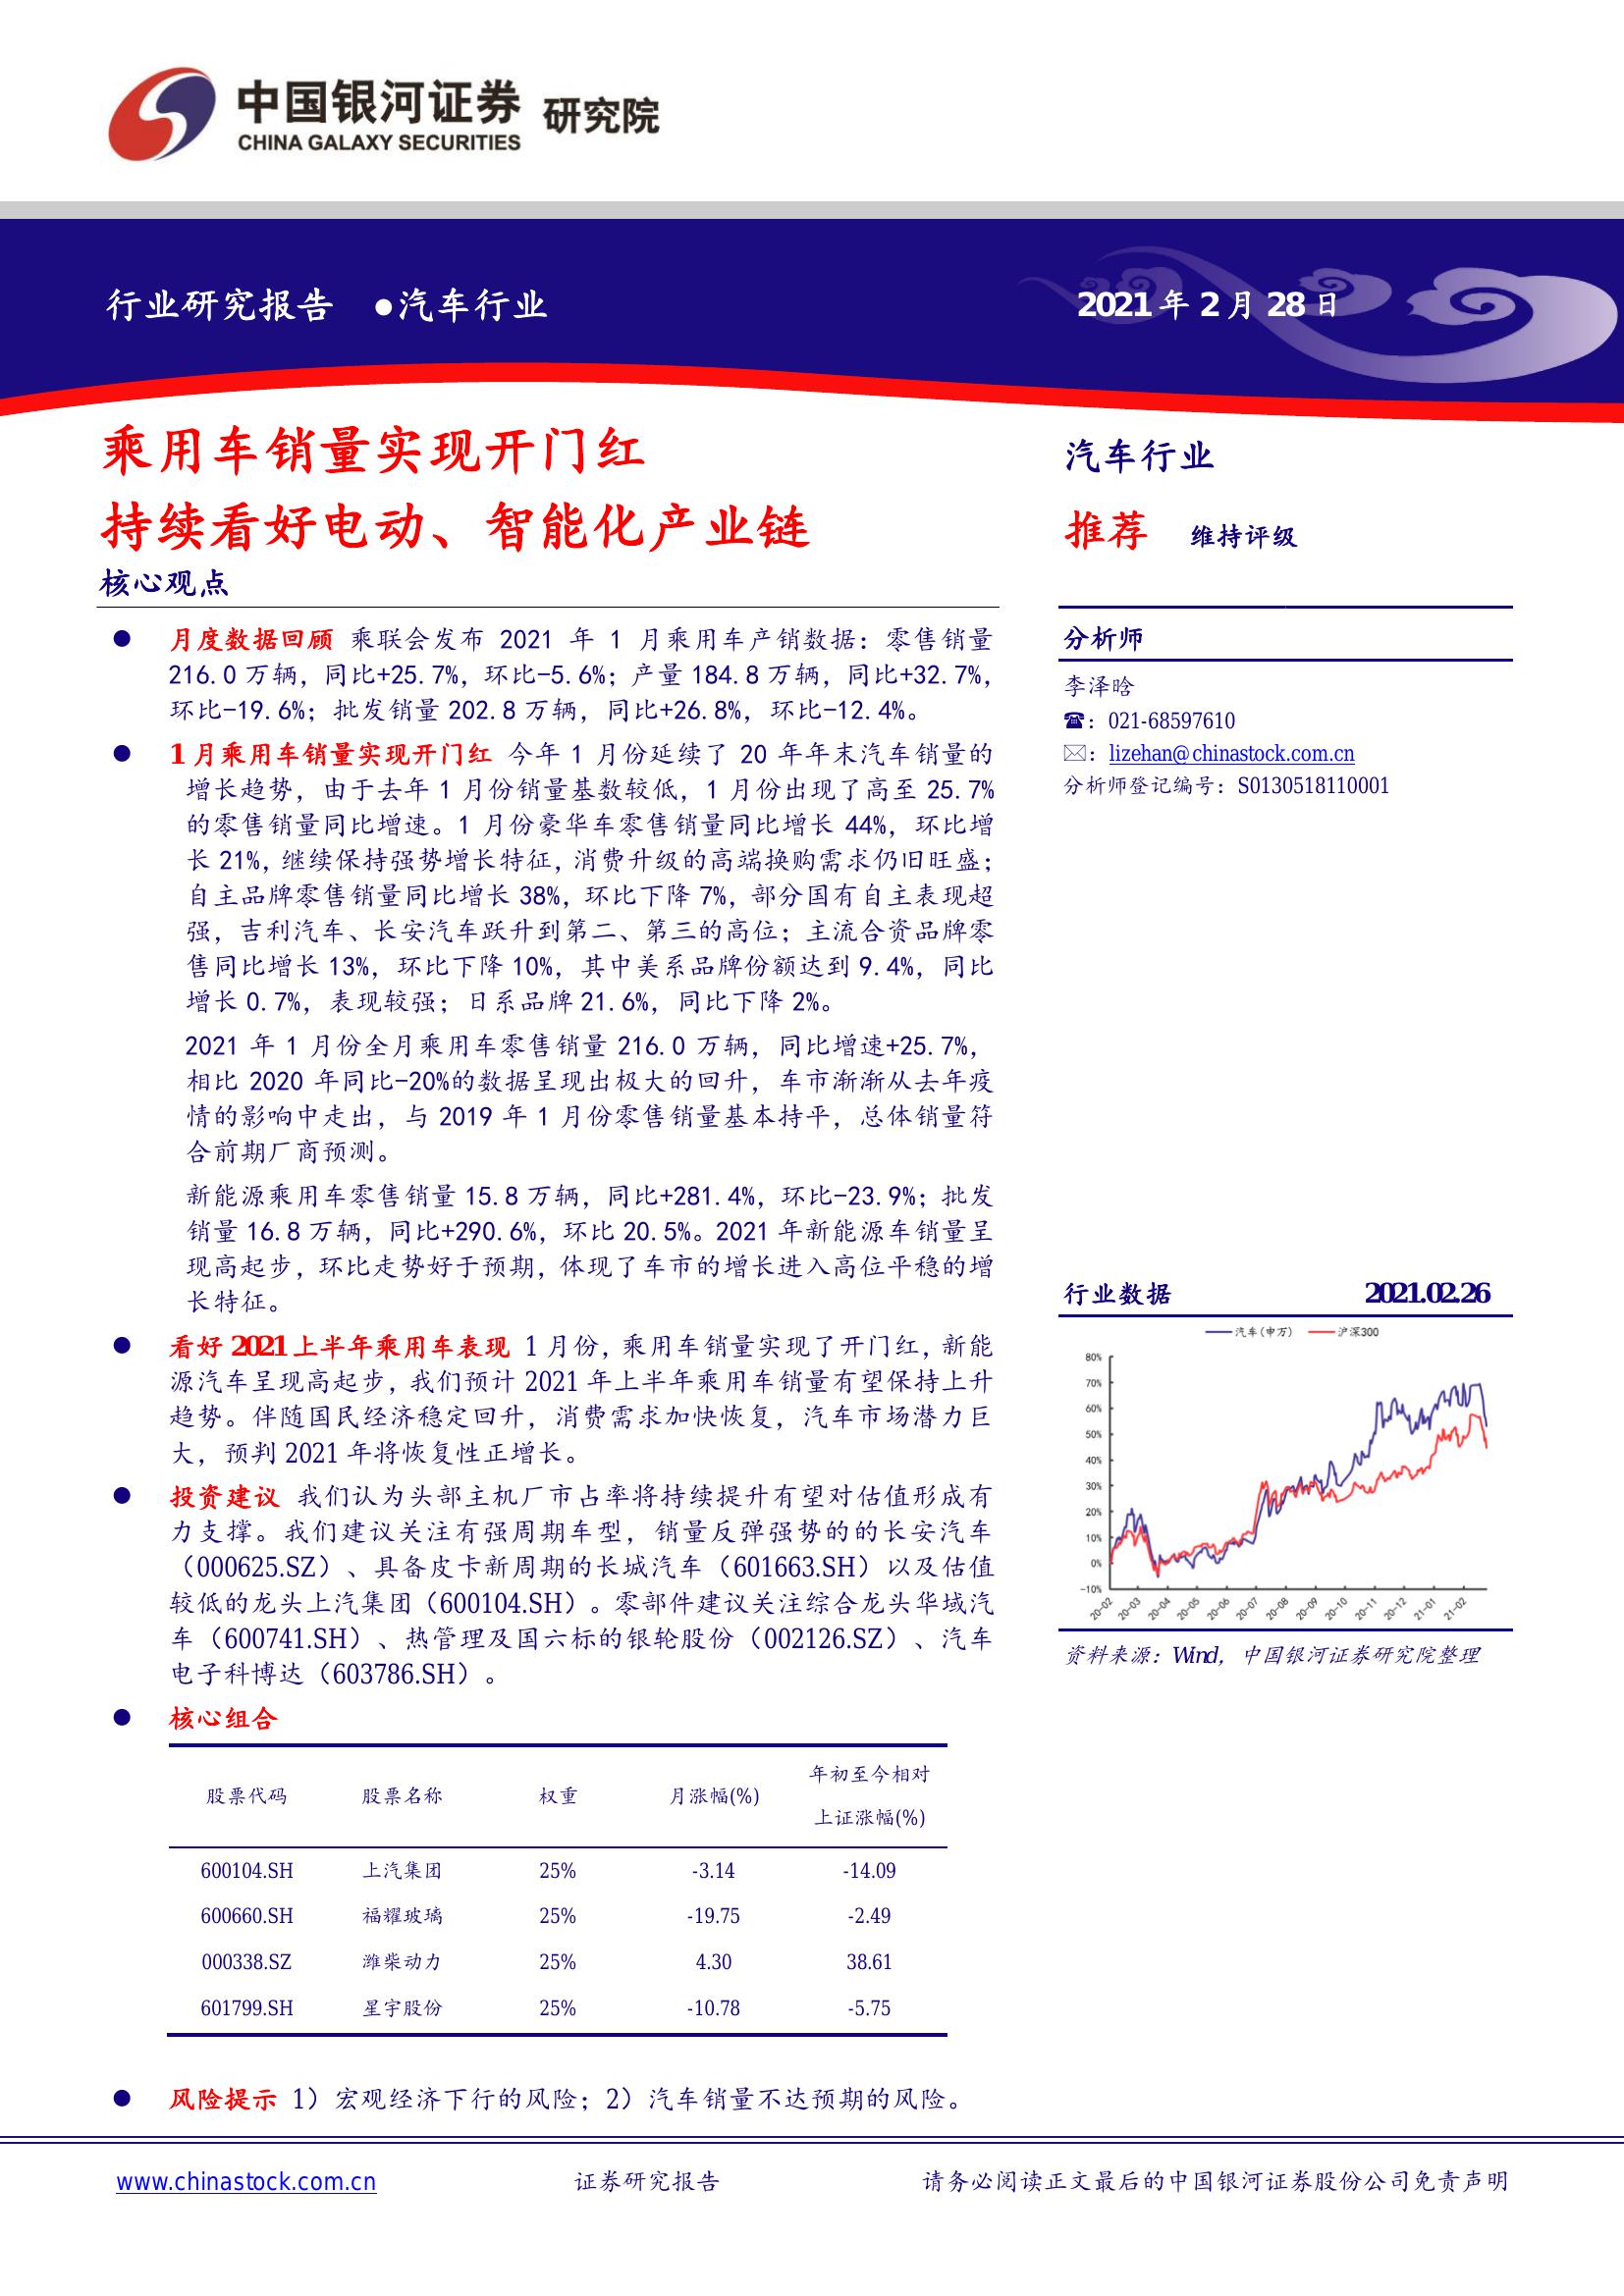 中国银河证券 研究院
CHINA GALAXY SECURITIES
行业研究报告 ●汽车行业
2021 年 2 月 28 日
乘用车销量实现开门红
持续看好电动、智能化产业链
核心观点
● 月度数据回顾 乘联会发布 2021 年 1 月乘用车产销数据：零售销量
216.0 万辆，同比+25.7%，环比-5.6%；产量 184.8 万辆，同比+32.7%，
环比-19.6%；批发销量 202.8 万辆，同比+26.8%，环比-12.4%。
● 1 月乘用车销量实现开门红 今年 1 月份延续了 20 年年末汽车销量的
增长趋势，由于去年 1 月份销量基数较低，1 月份出现了高至 25.7%
的零售销量同比增速。1 月份豪华车零售销量同比增长 44%，环比增
长 21%，继续保持强势增长特征，消费升级的高端换购需求仍旧旺盛；
自主品牌零售销量同比增长 38%，环比下降 7%，部分国有自主表现超
强，吉利汽车、长安汽车跃升到第二、第三的高位；主流合资品牌零
售同比增长 13%，环比下降 10%，其中美系品牌份额达到 9.4%，同比
增长 0.7%，表现较强；日系品牌 21.6%，同比下降 2%。
2021 年 1 月份全月乘用车零售销量 216.0 万辆，同比增速+25.7%，
相比 2020 年同比-20%的数据呈现出极大的回升，车市渐渐从去年疫
情的影响中走出，与 2019 年 1 月份零售销量基本持平，总体销量符
合前期厂商预测。
新能源乘用车零售销量 15.8 万辆，同比+281.4%，环比-23.9%；批发
销量 16.8 万辆，同比+290.6%，环比 20.5%。2021 年新能源车销量呈
现高起步，环比走势好于预期，体现了车市的增长进入高位平稳的增
长特征。
● 看好 2021 上半年乘用车表现 1 月份，乘用车销量实现了开门红，新能
源汽车呈现高起步，我们预计 2021 年上半年乘用车销量有望保持上升
趋势。伴随国民经济稳定回升，消费需求加快恢复，汽车市场潜力巨
大，预判 2021 年将恢复性正增长。
● 投资建议 我们认为头部主机厂市占率将持续提升有望对估值形成有
力支撑。我们建议关注有强周期车型，销量反弹强势的的长安汽车
（000625.SZ）、具备皮卡新周期的长城汽车（601663.SH）以及估值
较低的龙头上汽集团（600104.SH）。零部件建议关注综合龙头华域汽
车（600741.SH）、热管理及国六标的银轮股份（002126.SZ）、汽车
电子科博达（603786.SH）。
● 核心组合
股票代码 股票名称 权重 月涨幅(%) 年初至今相对
上证涨幅(%)
600104.SH 上汽集团 25% -3.14 -14.09
600660.SH 福耀玻璃 25% -19.75 -2.49
000338.SZ 潍柴动力 25% 4.30 38.61
601799.SH 星宇股份 25% -10.78 -5.75
● 风险提示 1）宏观经济下行的风险；2）汽车销量不达预期的风险。
汽车行业
推荐 维持评级
分析师
李泽晗
☎：021-68597610
✉：lizehan@chinastock.com.cn
分析师登记编号：S0130518110001
行业数据 2021.02.26
汽车(申万) 沪深300
80%
70%
60%
50%
40%
30%
20%
10%
0%
-10%
20-02 20-03 20-04 20-05 20-06 20-07 20-08 20-09 20-10 20-11 20-12 21-01 21-02
资料来源：Wind，中国银河证券研究院整理
www.chinastock.com.cn 证券研究报告 请务必阅读正文最后的中国银河证券股份公司免责声明